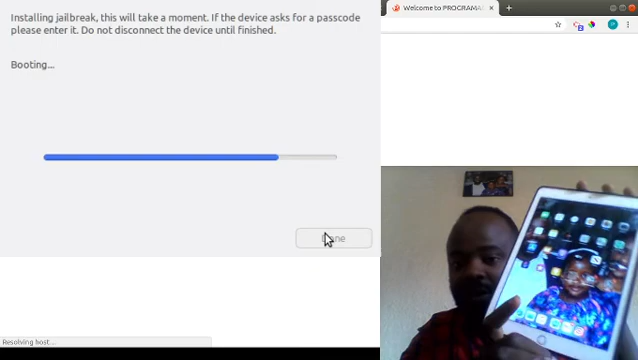 Installing jailbreak, this will take a moment. If the device asks for a passcode
please enter it. Do not disconnect the device until finished.
Booting...
Done
Welcome to PROGRAMA
Resolving host...